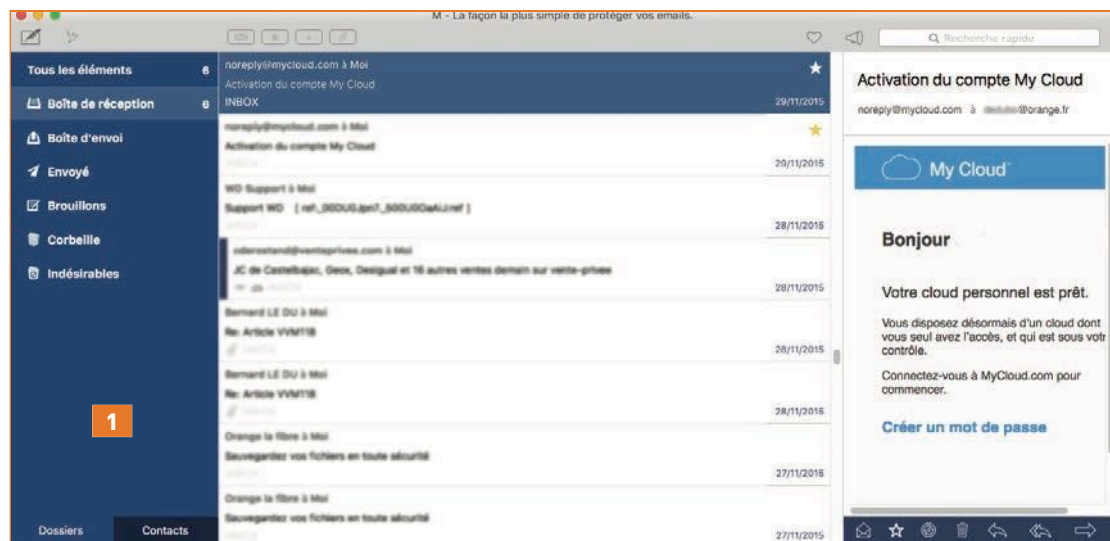 M - La façon la plus simple de protéger vos emails.
Recherche rapide
Tous les éléments 6
Boîte de réception 6
Boîte d'envoi
Envoyé
Brouillons
Corbeille
Indésirables
1
Dossiers Contacts
noreply@mycloud.com à Moi
Activation du compte My Cloud
INBOX 29/11/2015
noreply@mycloud.com à Moi
Activation du compte My Cloud
29/11/2015
WD Support à Moi
Support WD
28/11/2015
à Moi
JC de Castelbajac, Geox, Desigual et 16 autres ventes demain sur vente-privee
28/11/2015
Bernard LE DU à Moi
Re: Article VVM11B
28/11/2015
Bernard LE DU à Moi
Re: Article VVM11B
28/11/2015
Orange la fibre à Moi
Sauvegardez vos fichiers en toute sécurité
27/11/2015
Orange la fibre à Moi
Sauvegardez vos fichiers en toute sécurité
27/11/2015
Activation du compte My Cloud
noreply@mycloud.com à @orange.fr
My Cloud
Bonjour
Votre cloud personnel est prêt.
Vous disposez désormais d'un cloud dont
vous seul avez l'accès, et qui est sous votr
contrôle.
Connectez-vous à MyCloud.com pour
commencer.
Créer un mot de passe